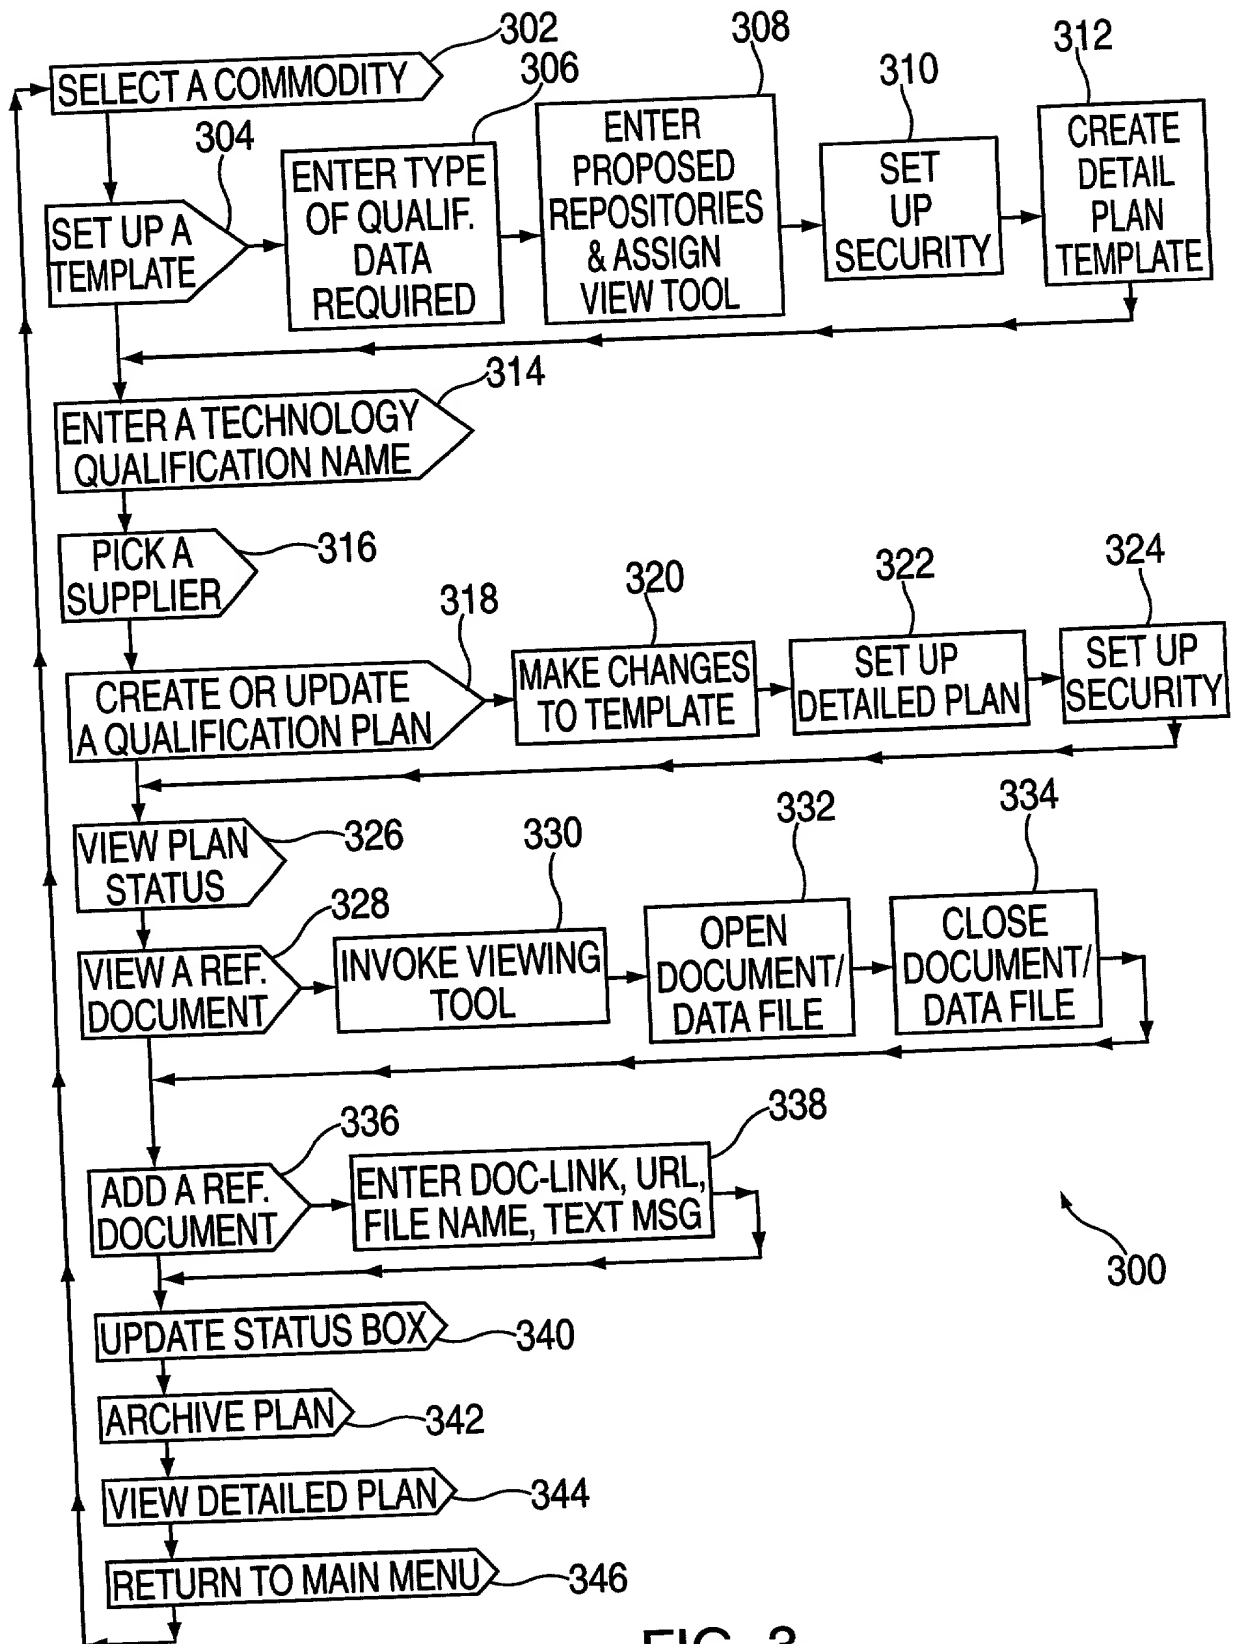 302
SELECT A COMMODITY
304
SET UP A
TEMPLATE
306
ENTER TYPE
OF QUALIF.
DATA
REQUIRED
308
ENTER
PROPOSED
REPOSITORIES
& ASSIGN
VIEW TOOL
310
SET
UP
SECURITY
312
CREATE
DETAIL
PLAN
TEMPLATE
314
ENTER A TECHNOLOGY
QUALIFICATION NAME
316
PICK A
SUPPLIER
318
CREATE OR UPDATE
A QUALIFICATION PLAN
320
MAKE CHANGES
TO TEMPLATE
322
SET UP
DETAILED PLAN
324
SET UP
SECURITY
326
VIEW PLAN
STATUS
328
VIEW A REF.
DOCUMENT
330
INVOKE VIEWING
TOOL
332
OPEN
DOCUMENT/
DATA FILE
334
CLOSE
DOCUMENT/
DATA FILE
336
ADD A REF.
DOCUMENT
338
ENTER DOC-LINK, URL,
FILE NAME, TEXT MSG
300
UPDATE STATUS BOX
340
ARCHIVE PLAN
342
VIEW DETAILED PLAN
344
RETURN TO MAIN MENU
346
FIG. 3